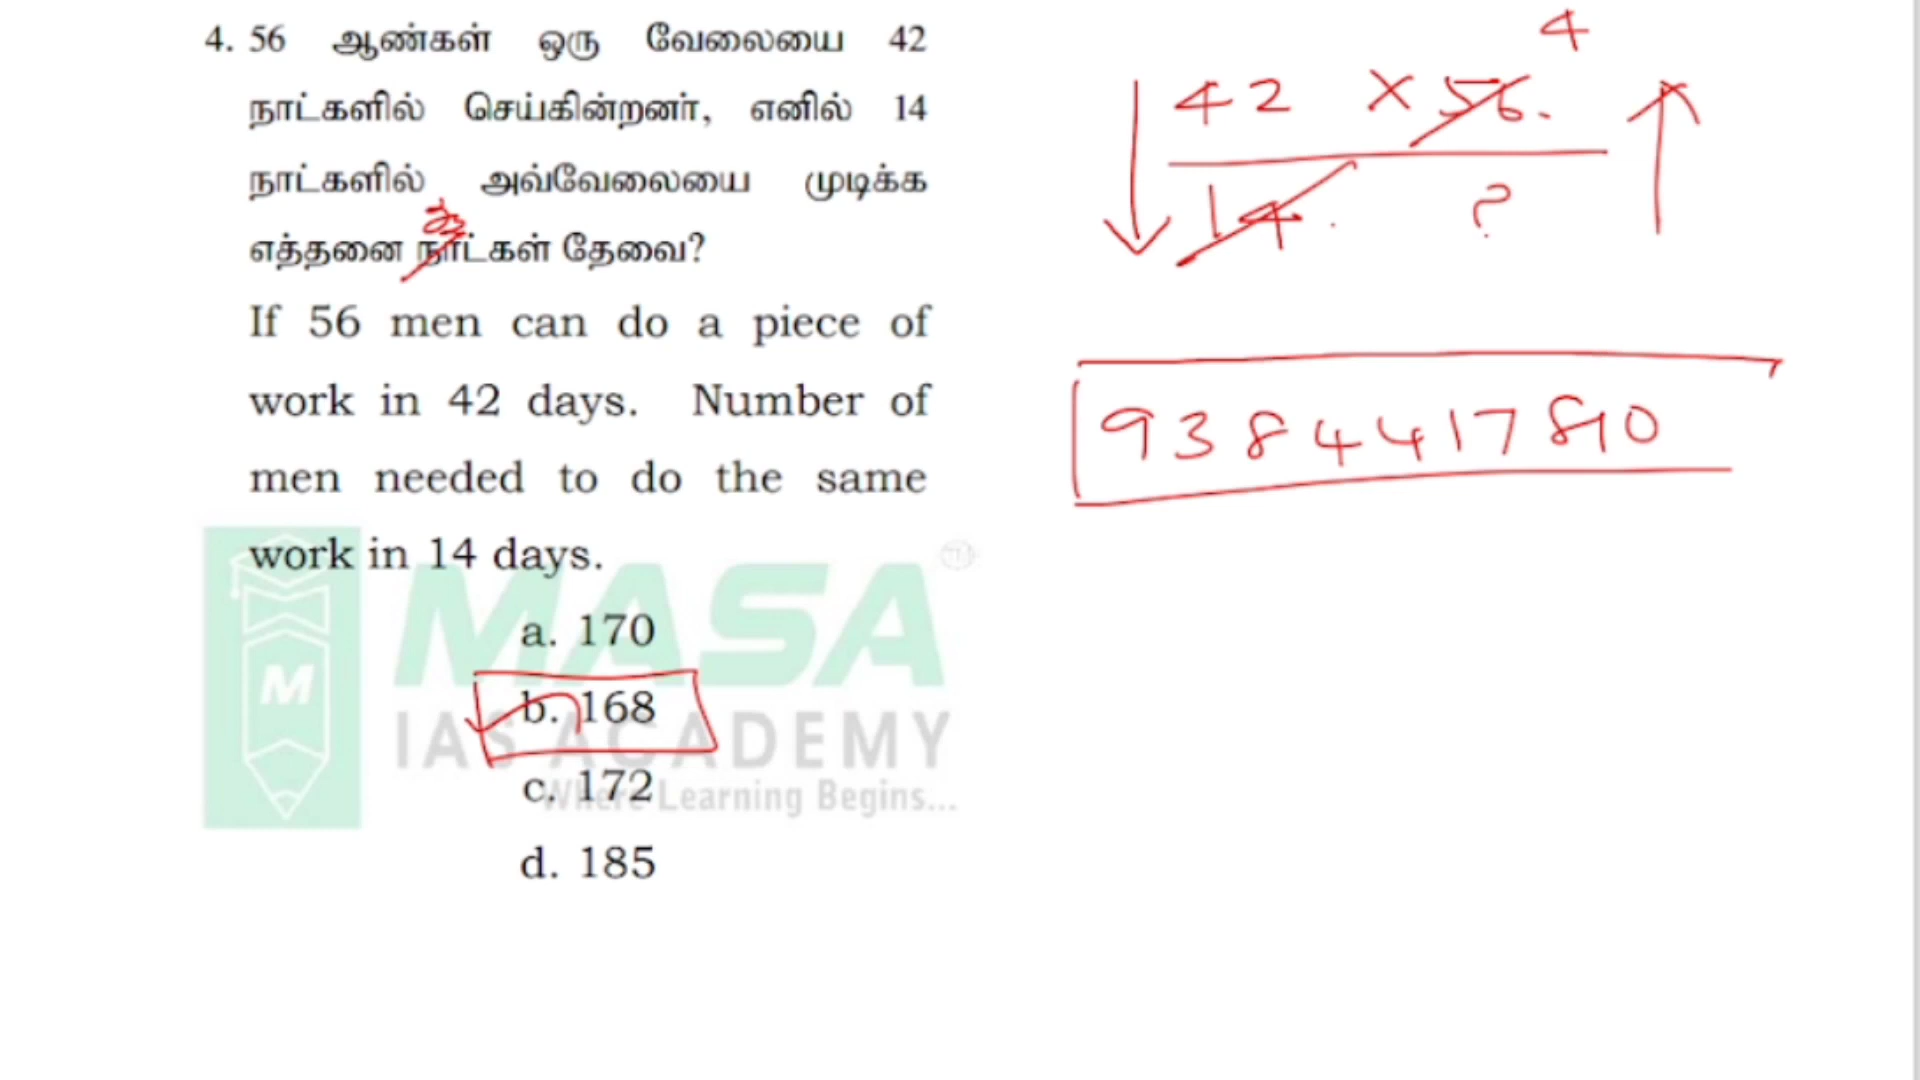 4. 56 ஆண்கள் ஒரு வேலையை 42
நாட்களில் செய்கின்றனர், எனில் 14
நாட்களில் அவ்வேலையை முடிக்க
எத்தனை நாட்கள் தேவை?
If 56 men can do a piece of
work in 42 days. Number of
men needed to do the same
work in 14 days.
a. 170
b. 168
c. 172
d. 185
MASA
IAS ACADEMY
Where Learning Begins...
M
4
42 × 56
14 ?